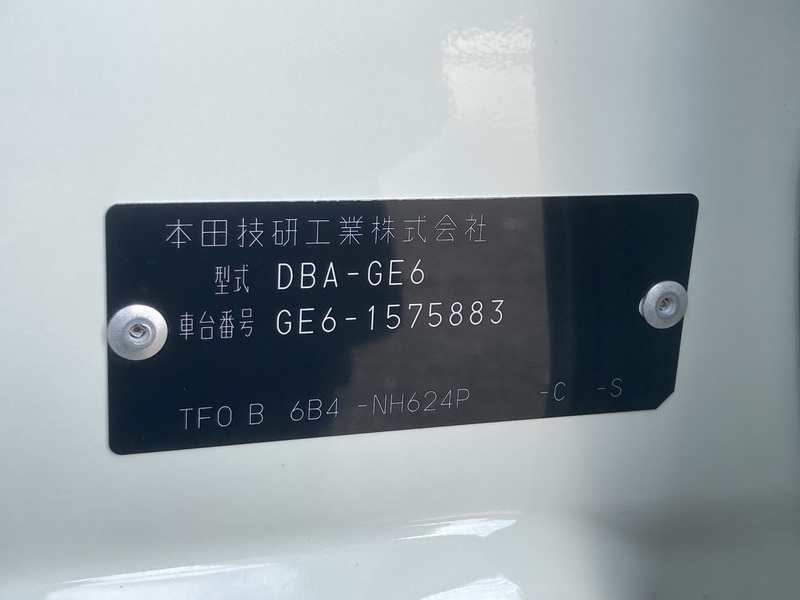 本田技研工業株式会社
型式 DBA-GE6
車台番号 GE6-1575883
TF0 B 6B4 -NH624P -C -S